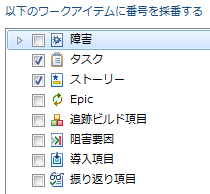 以下のワークアイテムに番号を採番する
障害
タスク
ストーリー
Epic
追跡ビルド項目
阻害要因
導入項目
振り返り項目